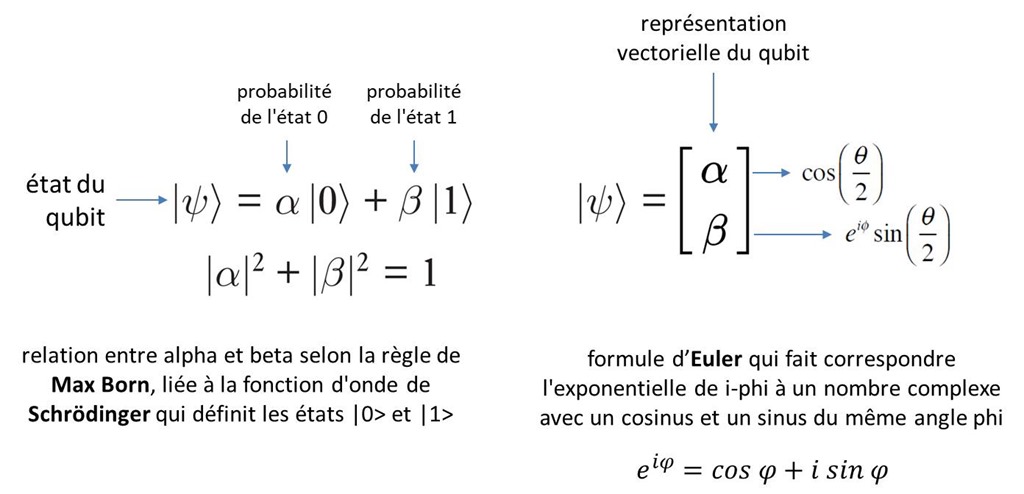 probabilité
de l'état 0
probabilité
de l'état 1
état du
qubit
|ψ⟩ = α |0⟩ + β |1⟩
|α|² + |β|² = 1
relation entre alpha et beta selon la règle de
Max Born, liée à la fonction d'onde de
Schrödinger qui définit les états |0> et |1>
représentation
vectorielle du qubit
|ψ⟩ = [α β]
cos(θ/2)
e^{iϕ} sin(θ/2)
formule d’Euler qui fait correspondre
l'exponentielle de i-phi à un nombre complexe
avec un cosinus et un sinus du même angle phi
e^{iφ} = cos φ + i sin φ